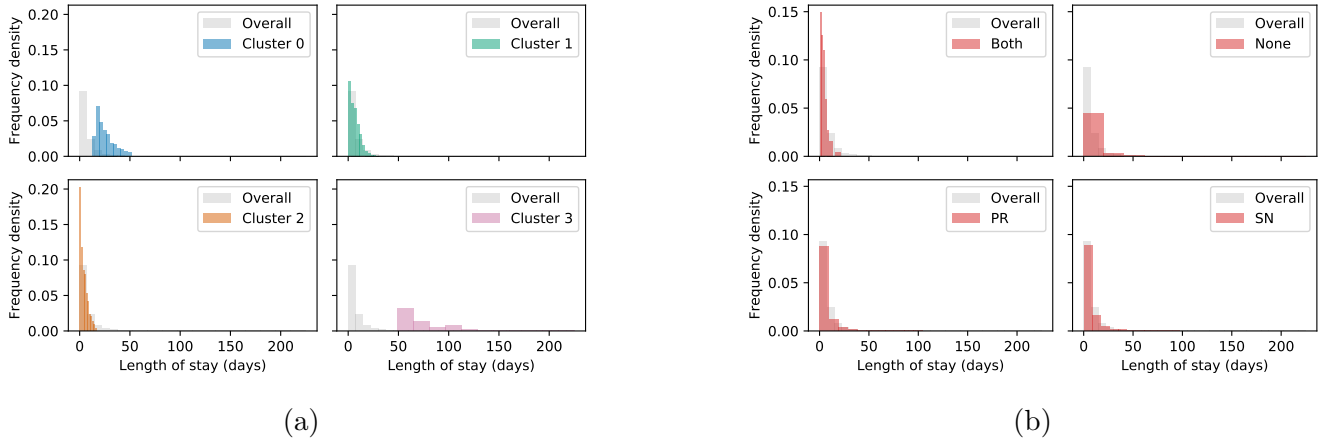 Frequency density
0.20
0.15
0.10
0.05
0.00
Overall
Cluster 0
Overall
Cluster 1
Frequency density
0.20
0.15
0.10
0.05
0.00
Overall
Cluster 2
Overall
Cluster 3
0 50 100 150 200
0 50 100 150 200
Length of stay (days)
Length of stay (days)
(a)
Frequency density
0.15
0.10
0.05
0.00
Overall
Both
Overall
None
Frequency density
0.15
0.10
0.05
0.00
Overall
PR
Overall
SN
0 50 100 150 200
0 50 100 150 200
Length of stay (days)
Length of stay (days)
(b)